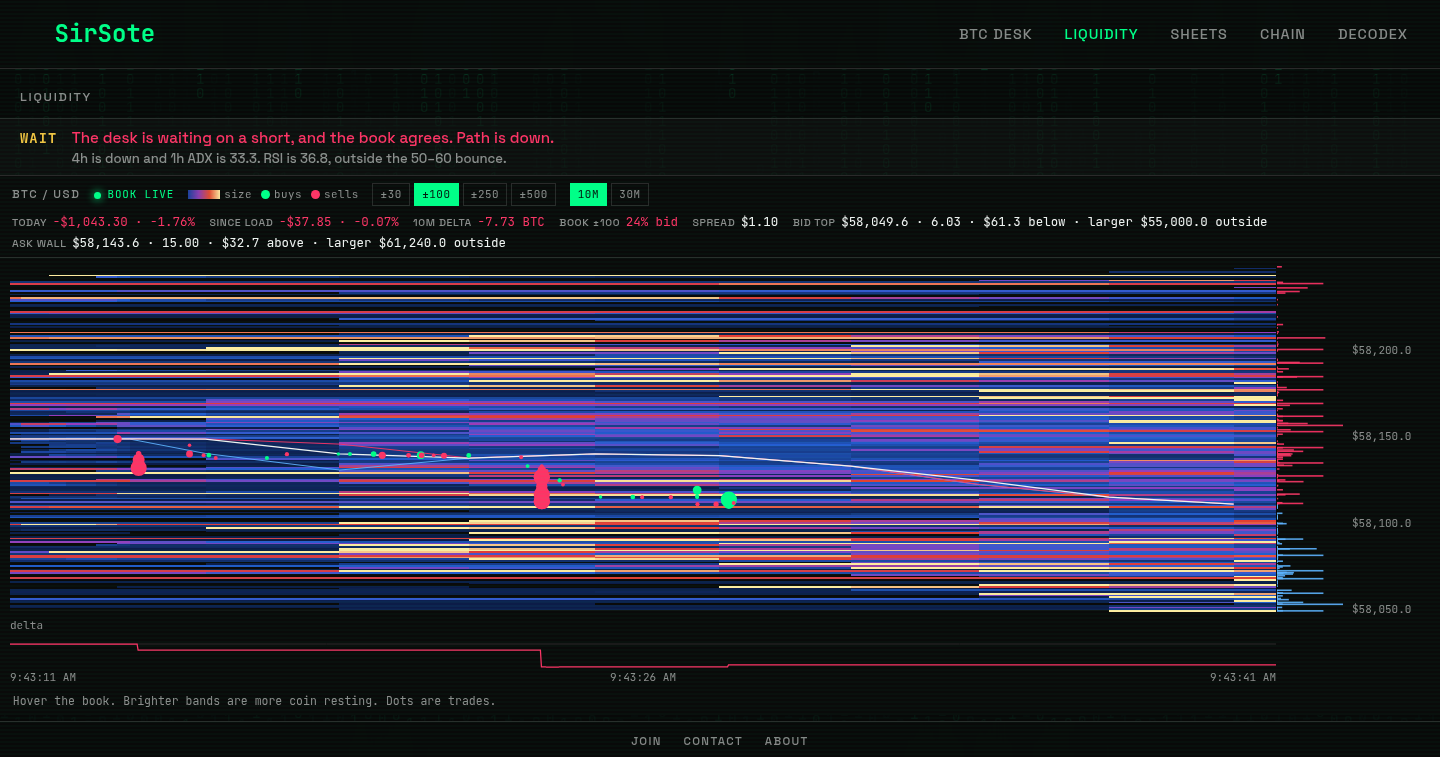 SirSote
BTC DESK LIQUIDITY SHEETS CHAIN DECODEX
LIQUIDITY
WAIT The desk is waiting on a short, and the book agrees. Path is down.
4h is down and 1h ADX is 33.3. RSI is 36.8, outside the 50–60 bounce.
BTC / USD BOOK LIVE size buys sells ±30 ±100 ±250 ±500 10M 30M
TODAY -$1,043.30 · -1.76% SINCE LOAD -$37.85 · -0.07% 10M DELTA -7.73 BTC BOOK ±100 24% bid SPREAD $1.10 BID TOP $58,049.6 · 6.03 · $61.3 below · larger $55,000.0 outside
ASK WALL $58,143.6 · 15.00 · $32.7 above · larger $61,240.0 outside
$58,200.0
$58,150.0
$58,100.0
$58,050.0
delta
9:43:11 AM 9:43:26 AM 9:43:41 AM
Hover the book. Brighter bands are more coin resting. Dots are trades.
JOIN CONTACT ABOUT